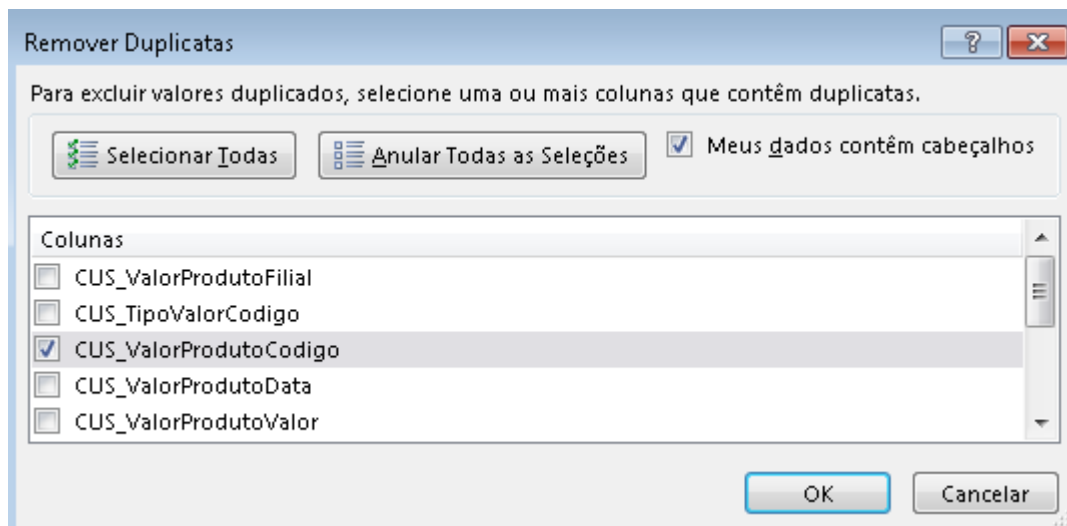 Remover Duplicatas
Para excluir valores duplicados, selecione uma ou mais colunas que contêm duplicatas.
Selecionar Todas Anular Todas as Seleções Meus dados contêm cabeçalhos
Colunas
CUS_ValorProdutoFilial
CUS_TipoValorCodigo
CUS_ValorProdutoCodigo
CUS_ValorProdutoData
CUS_ValorProdutoValor
OK Cancelar